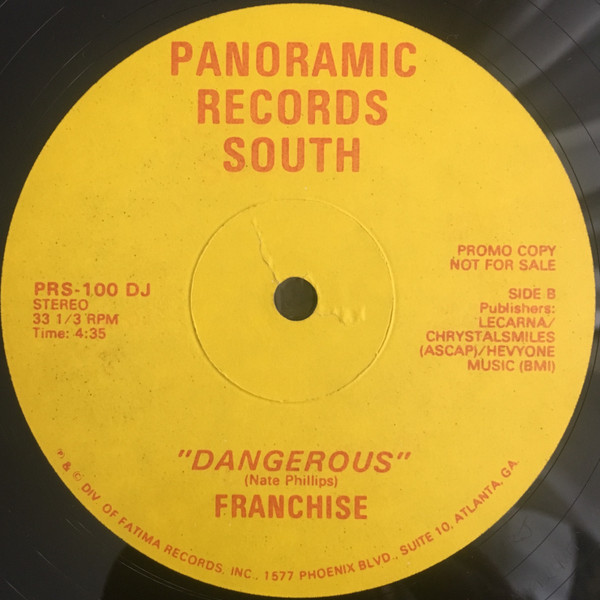 PANORAMIC
RECORDS
SOUTH
PRS-100 DJ
STEREO
33 1/3 RPM
Time: 4:35
PROMO COPY
NOT FOR SALE
SIDE B
Publishers:
LECARNA/
CHRYSTALSMILES
(ASCAP)/HEVYONE
MUSIC (BMI)
"DANGEROUS"
(Nate Phillips)
FRANCHISE
℗ & © DIV. OF FATIMA RECORDS, INC., 1577 PHOENIX BLVD., SUITE 10, ATLANTA, GA